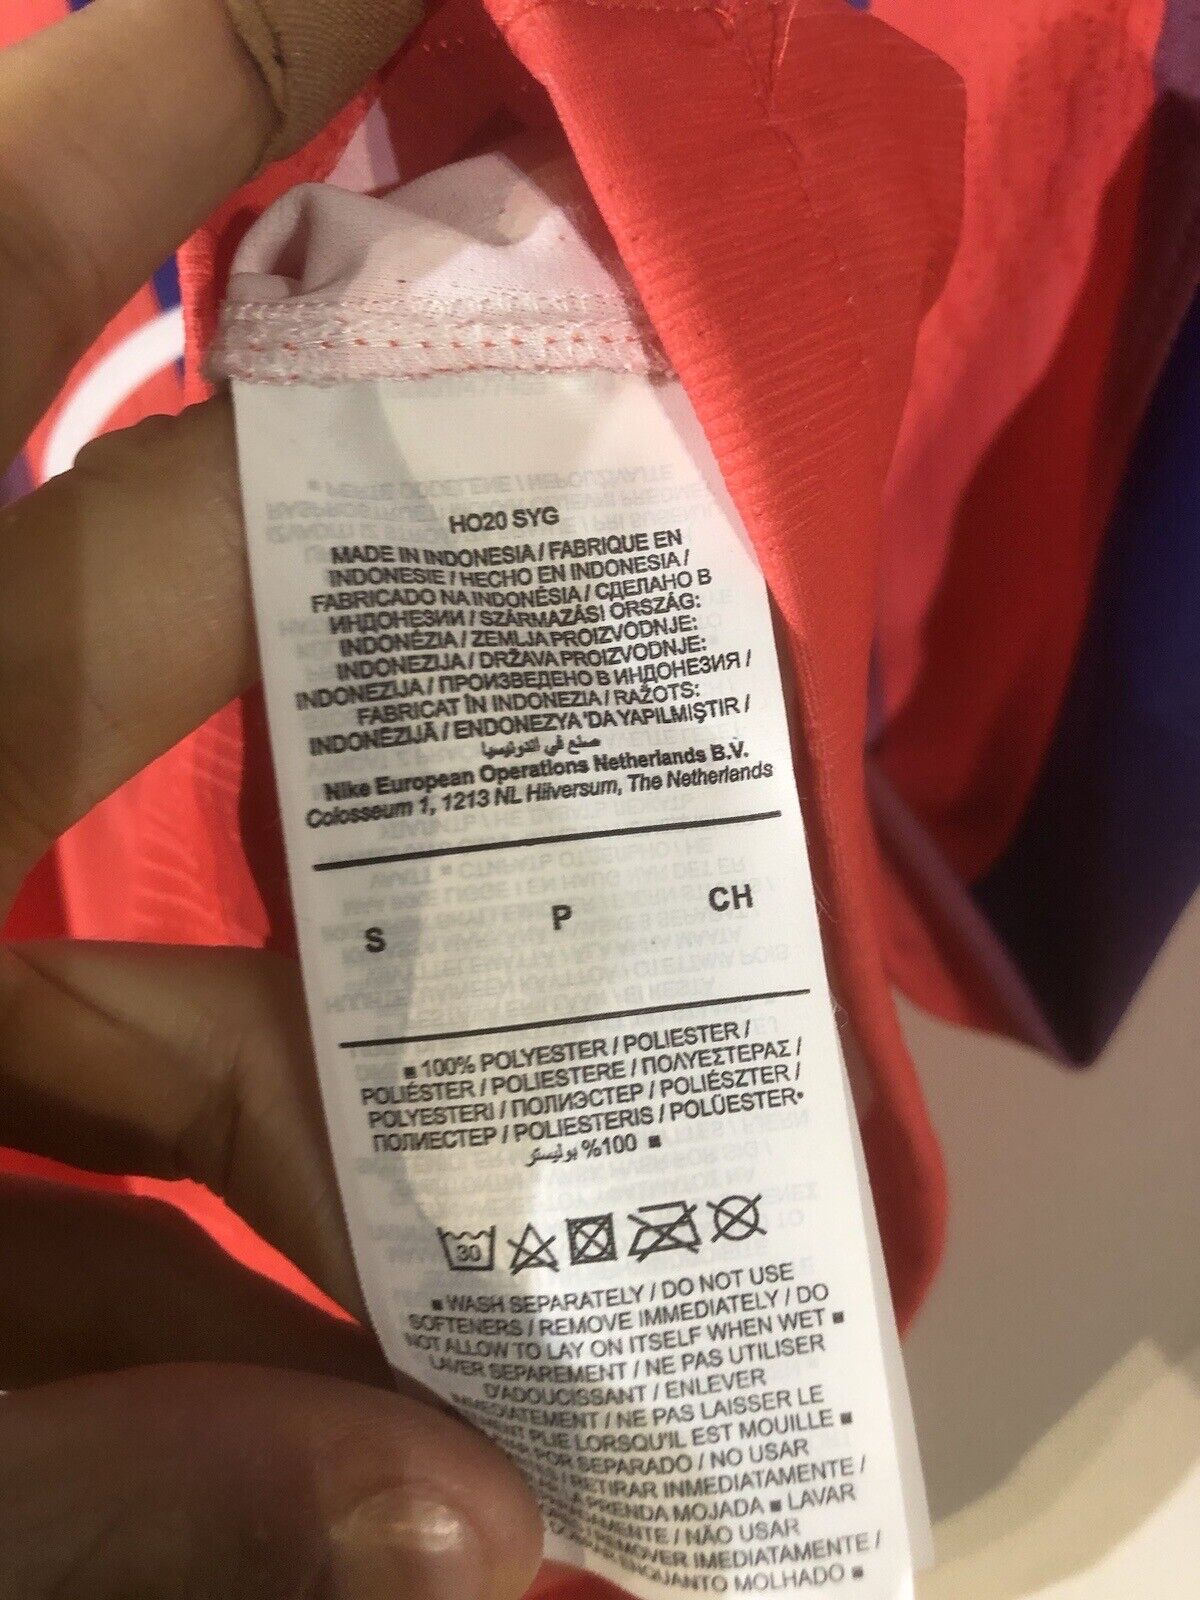 HO20 SYG
MADE IN INDONESIA / FABRIQUE EN
INDONESIE / HECHO EN INDONESIA /
FABRICADO NA INDONÉSIA / СДЕЛАНО В
ИНДОНЕЗИИ / SZÁRMAZÁSI ORSZÁG:
INDONÉZIA / ZEMLJA PROIZVODNJE:
INDONEZIJA / DRŽAVA PROIZVODNJE:
INDONEZIJA / ПРОИЗВЕДЕНО В ИНДОНЕЗИЯ /
FABRICAT ÎN INDONEZIA / RAŽOTS:
INDONĒZIJĀ / ENDONEZYA'DA YAPILMIŞTIR /
صنع في اندونيسيا
Nike European Operations Netherlands B.V.
Colosseum 1, 1213 NL Hilversum, The Netherlands
S P CH
■ 100% POLYESTER / POLIESTER /
POLIÉSTER / POLIESTERE / ΠΟΛΥΕΣΤΕΡΑΣ /
POLYESTERI / ПОЛИЭСТЕР / POLIÉSZTER /
ПОЛИЕСТЕР / POLIESTERIS / POLÜESTER•
100% بوليستر ■
30
■ WASH SEPARATELY / DO NOT USE
SOFTENERS / REMOVE IMMEDIATELY / DO
NOT ALLOW TO LAY ON ITSELF WHEN WET ■
LAVER SEPAREMENT / NE PAS UTILISER
D'ADOUCISSANT / ENLEVER
/ NE PAS LAISSER LE
PLIE LORSQU'IL EST MOUILLE ■
POR SEPARADO / NO USAR
/ RETIRAR INMEDIATAMENTE /
PRENDA MOJADA ■ LAVAR
/ NÃO USAR
REMOVER IMEDIATAMENTE /
ENQUANTO MOLHADO ■